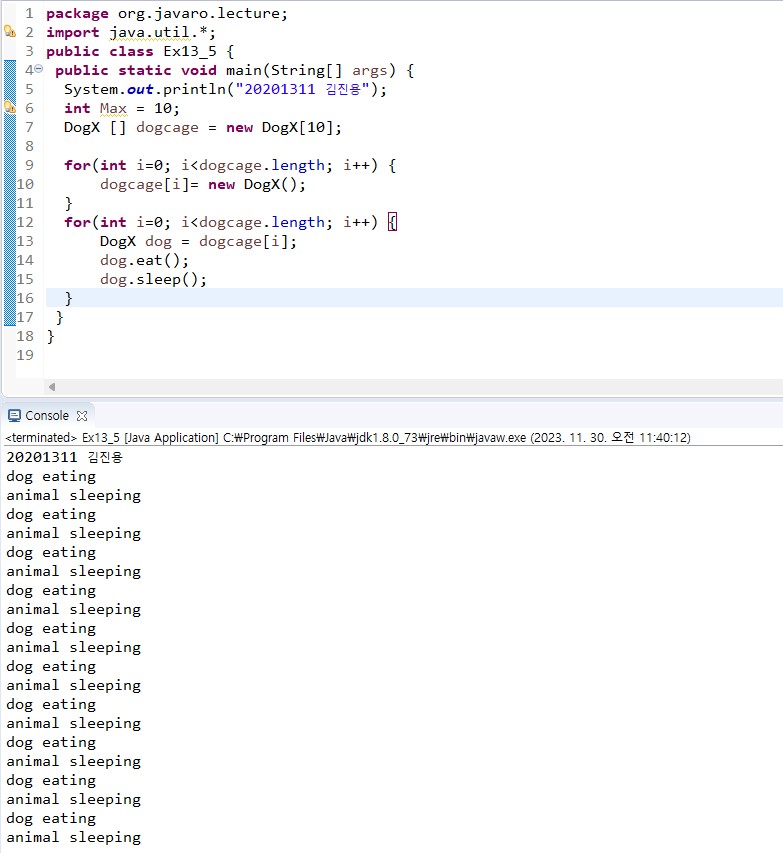 1 package org.javaro.lecture;
2 import java.util.*;
3 public class Ex13_5 {
4 public static void main(String[] args) {
5 System.out.println("20201311 김진용");
6 int Max = 10;
7 DogX [] dogcage = new DogX[10];
8
9 for(int i=0; i<dogcage.length; i++) {
10 dogcage[i]= new DogX();
11 }
12 for(int i=0; i<dogcage.length; i++) {
13 DogX dog = dogcage[i];
14 dog.eat();
15 dog.sleep();
16 }
17 }
18 }
19
Console
<terminated> Ex13_5 [Java Application] C:₩Program Files₩Java₩jdk1.8.0_73₩jre₩bin₩javaw.exe (2023. 11. 30. 오전 11:40:12)
20201311 김진용
dog eating
animal sleeping
dog eating
animal sleeping
dog eating
animal sleeping
dog eating
animal sleeping
dog eating
animal sleeping
dog eating
animal sleeping
dog eating
animal sleeping
dog eating
animal sleeping
dog eating
animal sleeping
dog eating
animal sleeping